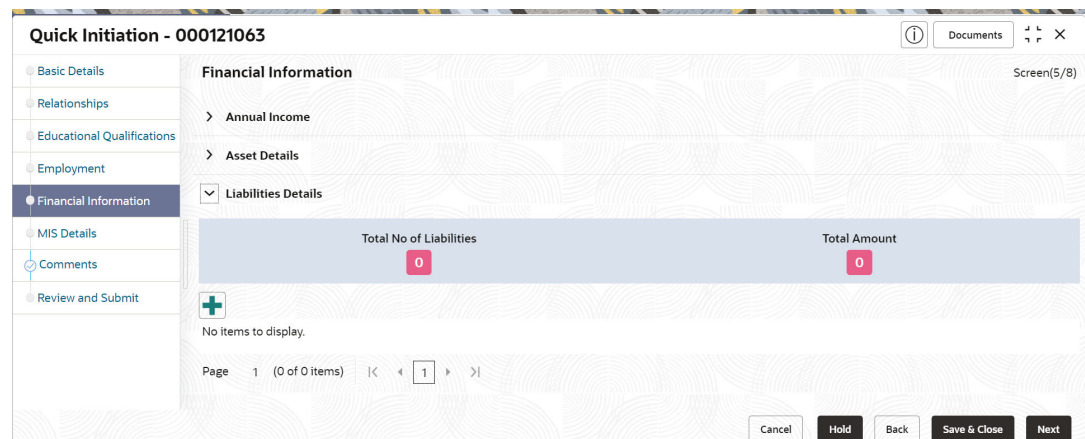 Quick Initiation - 000121063
Documents
Basic Details
Relationships
Educational Qualifications
Employment
Financial Information
MIS Details
Comments
Review and Submit
Financial Information
Screen(5/8)
Annual Income
Asset Details
Liabilities Details
Total No of Liabilities
0
Total Amount
0
No items to display.
Page 1 (0 of 0 items) 1
Cancel Hold Back Save & Close Next